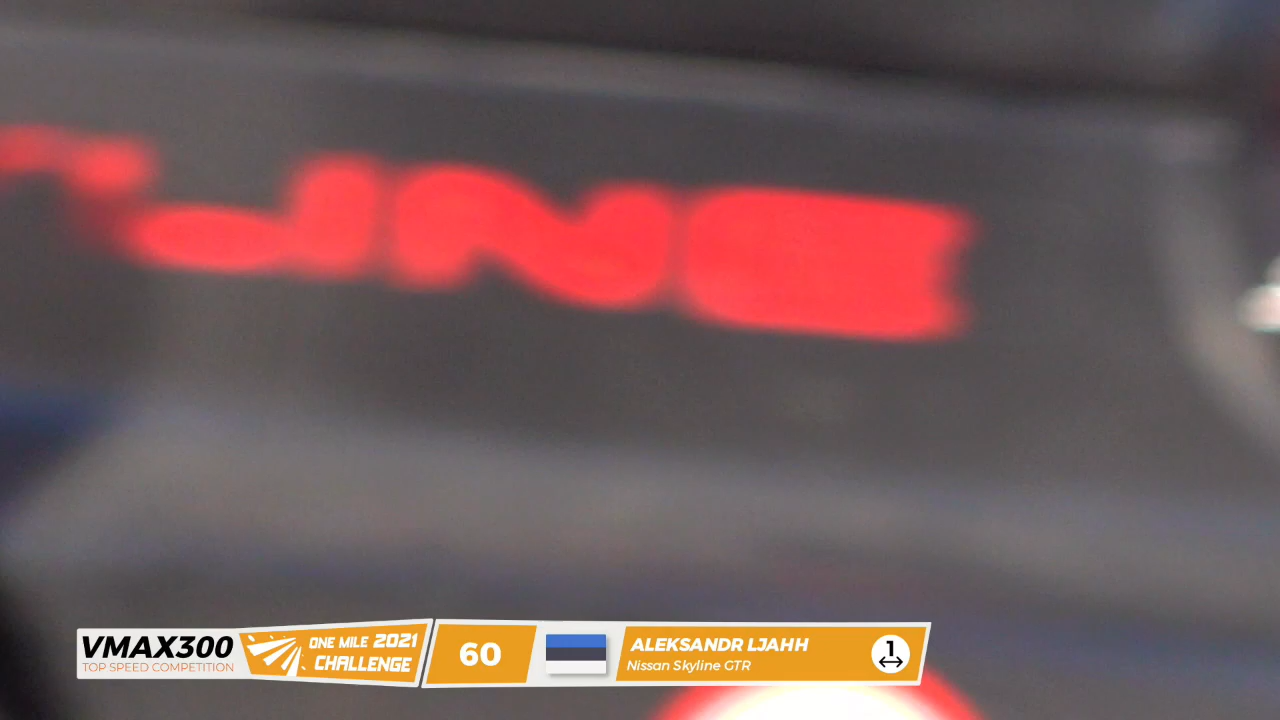 VMAX300
TOP SPEED COMPETITION
ONE MILE 2021
CHALLENGE
60
ALEKSANDR LJAHH
Nissan Skyline GTR
1